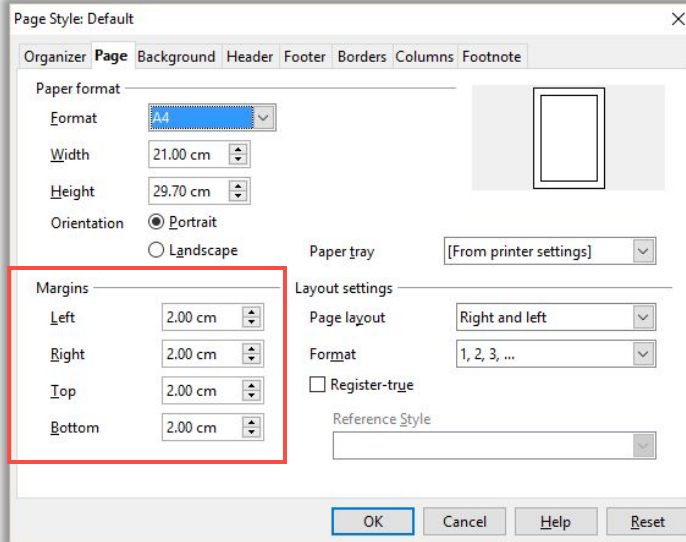 Page Style: Default
Organizer Page Background Header Footer Borders Columns Footnote
Paper format
Format A4
Width 21.00 cm
Height 29.70 cm
Orientation Portrait
Landscape
Paper tray [From printer settings]
Margins
Left 2.00 cm
Right 2.00 cm
Top 2.00 cm
Bottom 2.00 cm
Layout settings
Page layout Right and left
Format 1, 2, 3, ...
Register-true
Reference Style
OK Cancel Help Reset